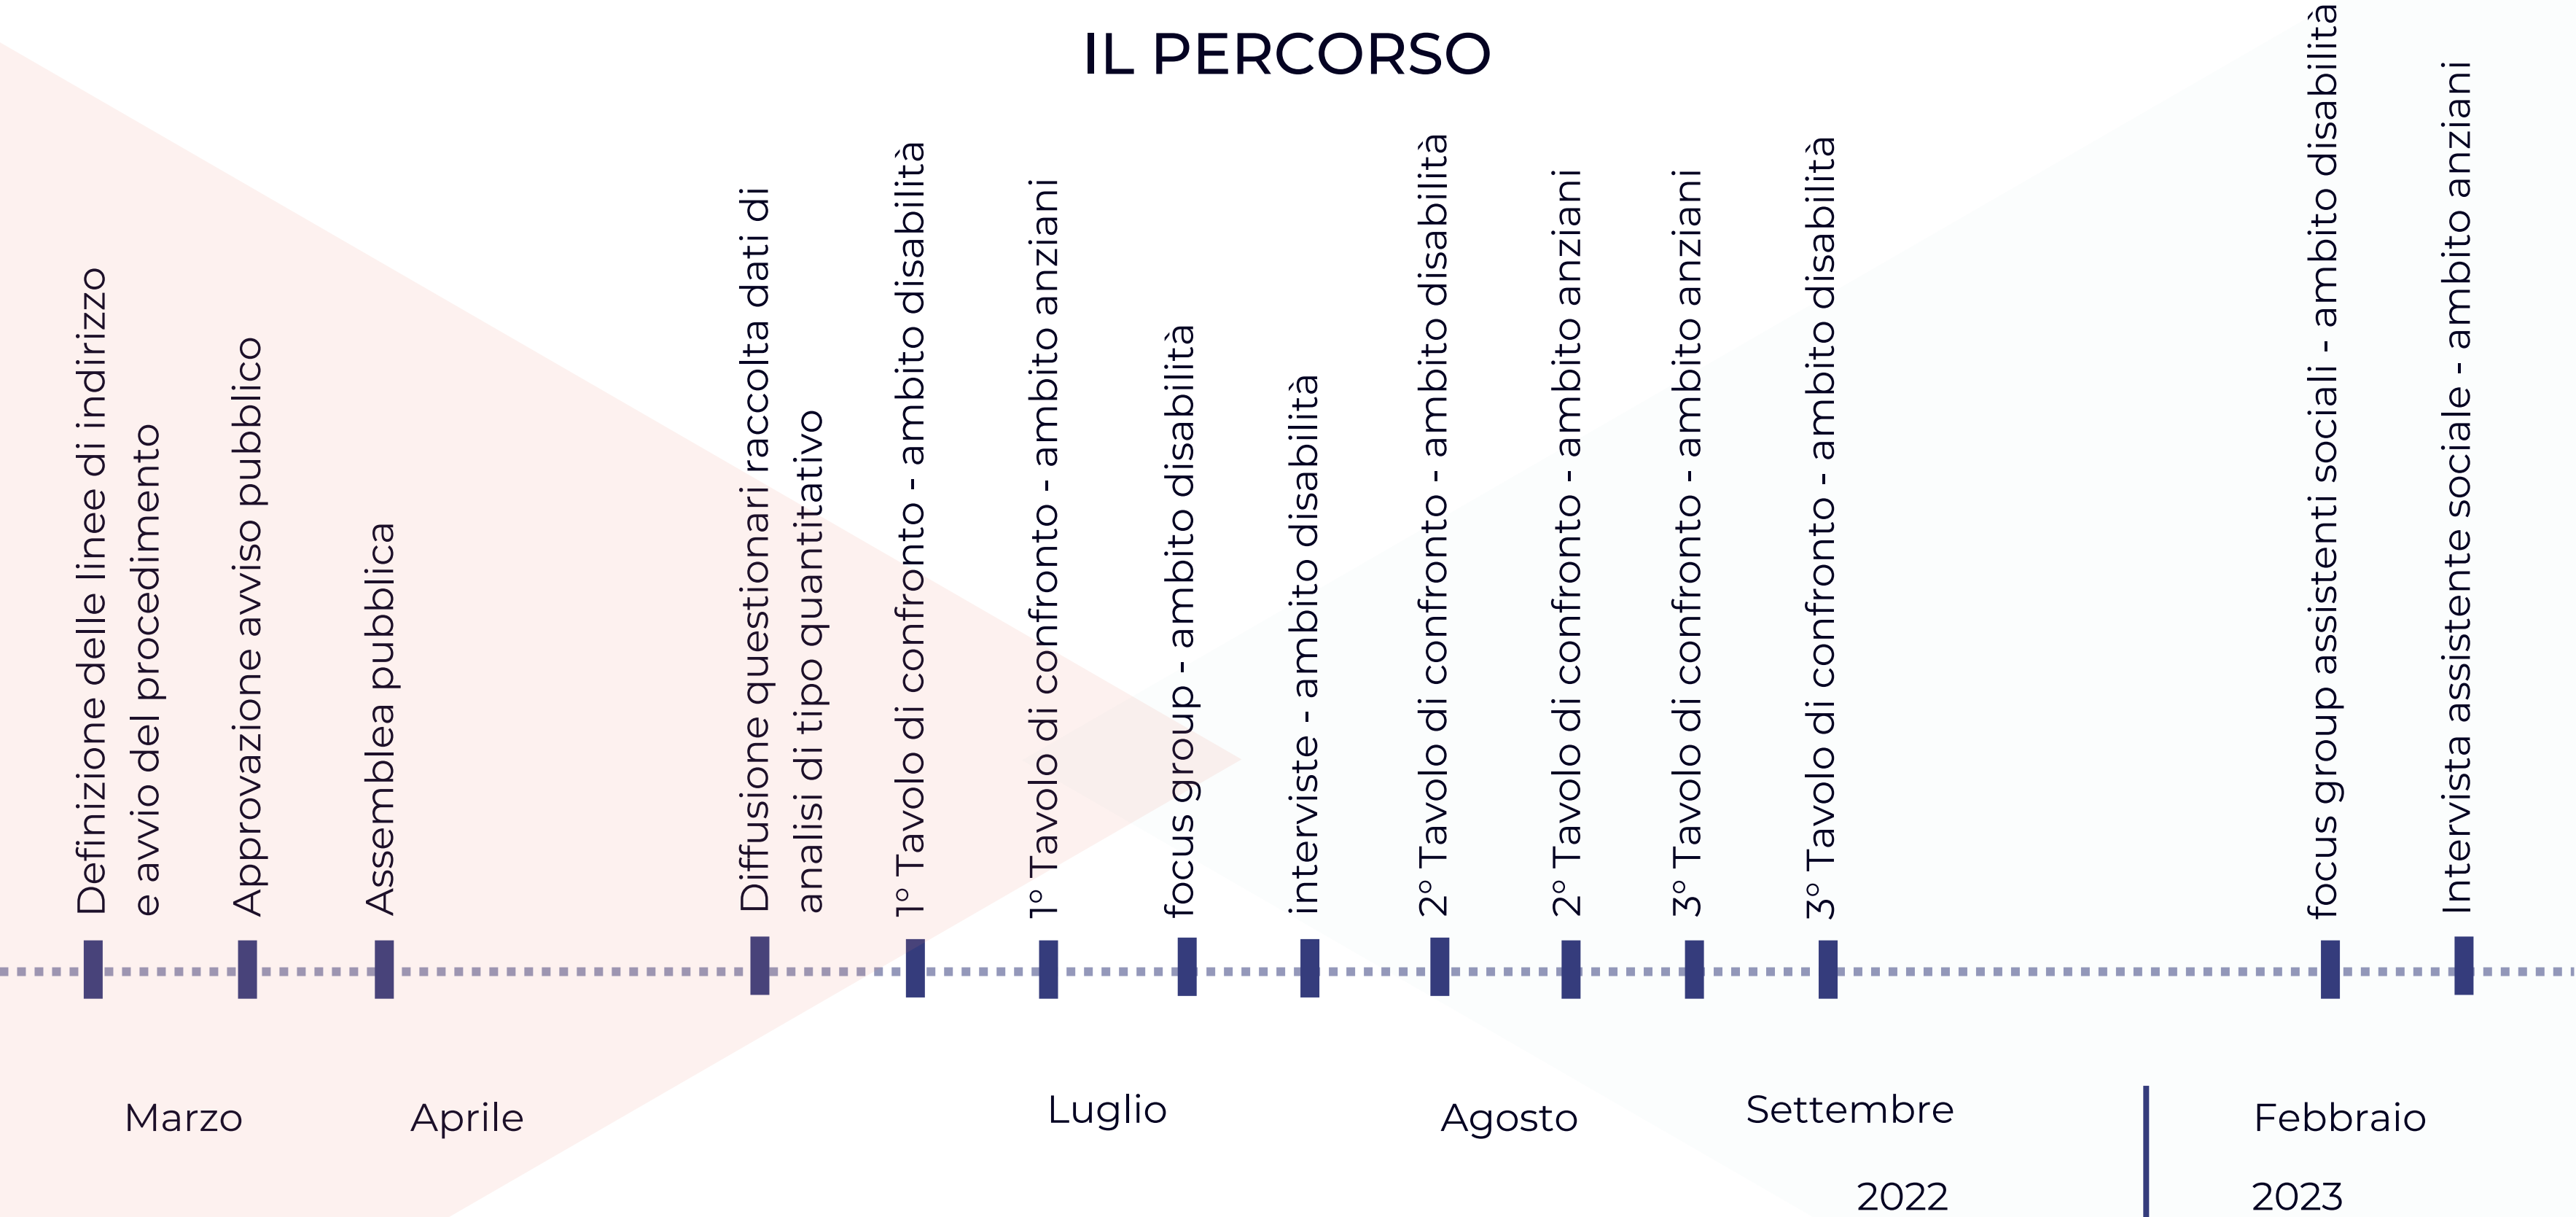 IL PERCORSO
Definizione delle linee di indirizzo
e avvio del procedimento
Approvazione avviso pubblico
Assemblea pubblica
Diffusione questionari raccolta dati di
analisi di tipo quantitativo
1° Tavolo di confronto - ambito disabilità
1° Tavolo di confronto - ambito anziani
focus group - ambito disabilità
interviste - ambito disabilità
2° Tavolo di confronto - ambito disabilità
2° Tavolo di confronto - ambito anziani
3° Tavolo di confronto - ambito anziani
3° Tavolo di confronto - ambito disabilità
focus group assistenti sociali - ambito disabilità
Intervista assistente sociale - ambito anziani
Marzo
Aprile
Luglio
Agosto
Settembre
Febbraio
2022
2023